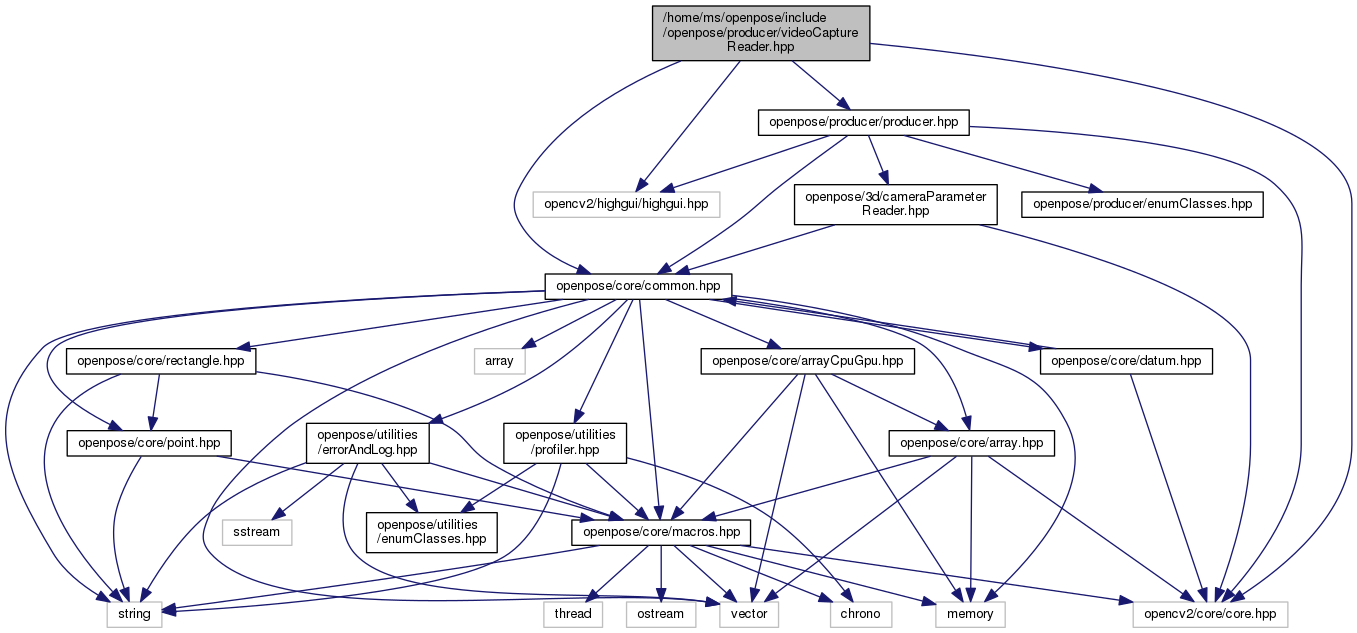 /home/ms/openpose/include
/openpose/producer/videoCapture
Reader.hpp
openpose/producer/producer.hpp
opencv2/highgui/highgui.hpp
openpose/3d/cameraParameter
Reader.hpp
openpose/producer/enumClasses.hpp
openpose/core/common.hpp
openpose/core/rectangle.hpp
array
openpose/core/arrayCpuGpu.hpp
openpose/core/datum.hpp
openpose/core/point.hpp
openpose/utilities
/errorAndLog.hpp
openpose/utilities
/profiler.hpp
openpose/core/array.hpp
sstream
openpose/utilities
/enumClasses.hpp
openpose/core/macros.hpp
string
thread
ostream
vector
chrono
memory
opencv2/core/core.hpp